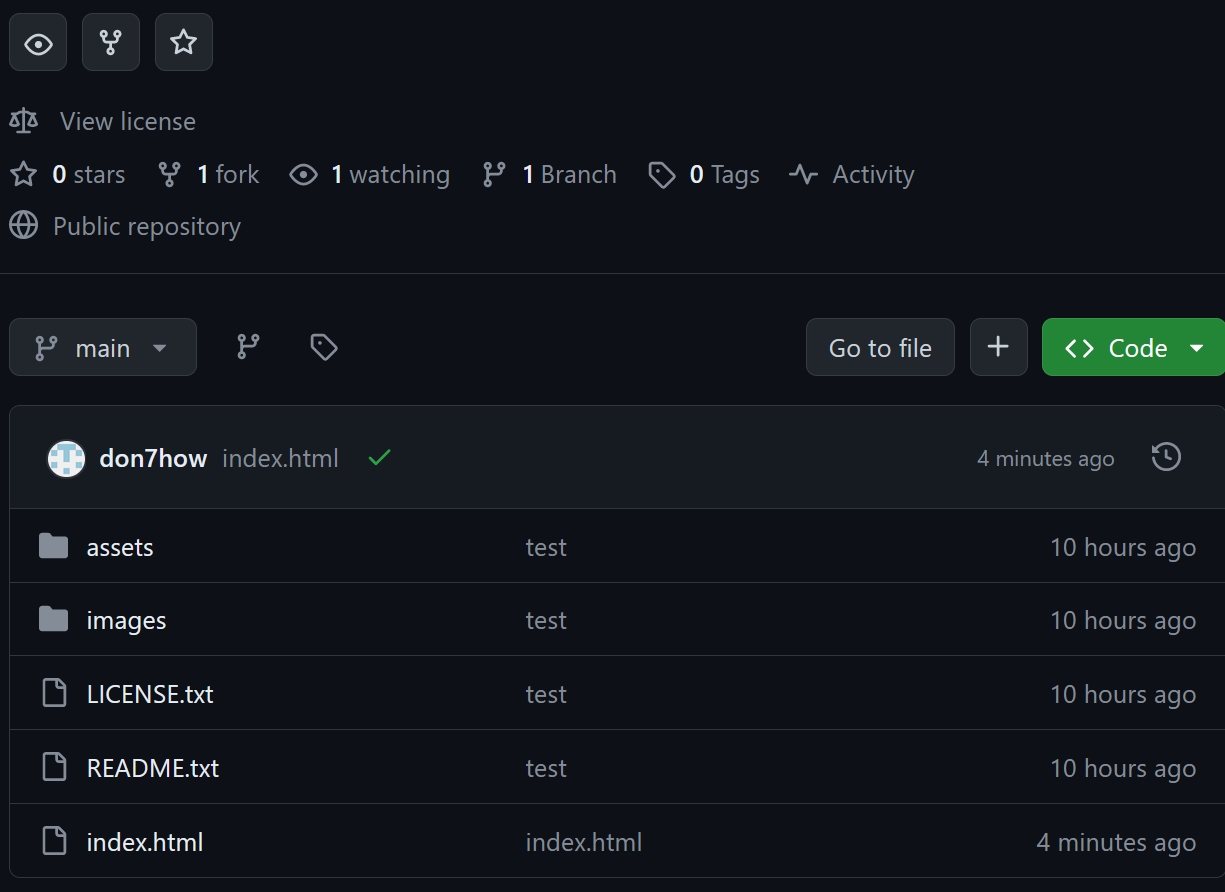 View license
0 stars 1 fork 1 watching 1 Branch 0 Tags Activity
Public repository
main Go to file Code
don7how index.html 4 minutes ago
assets test 10 hours ago
images test 10 hours ago
LICENSE.txt test 10 hours ago
README.txt test 10 hours ago
index.html index.html 4 minutes ago